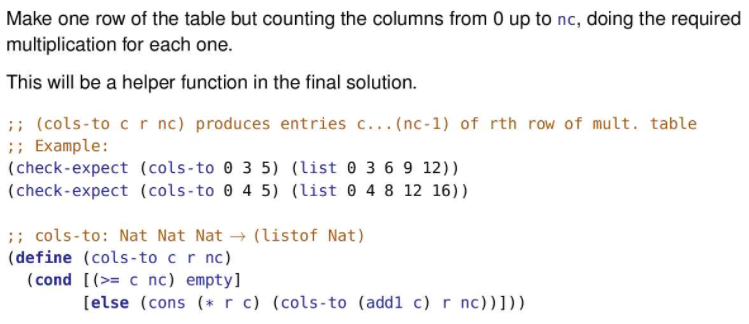 Make one row of the table but counting the columns from 0 up to nc, doing the required
multiplication for each one.
This will be a helper function in the final solution.
;; (cols-to c r nc) produces entries c...(nc-1) of rth row of mult. table
;; Example:
(check-expect (cols-to 0 3 5) (list 0 3 6 9 12))
(check-expect (cols-to 0 4 5) (list 0 4 8 12 16))
;; cols-to: Nat Nat Nat → (listof Nat)
(define (cols-to c r nc)
(cond [(>= c nc) empty]
[else (cons (* r c) (cols-to (add1 c) r nc))]))